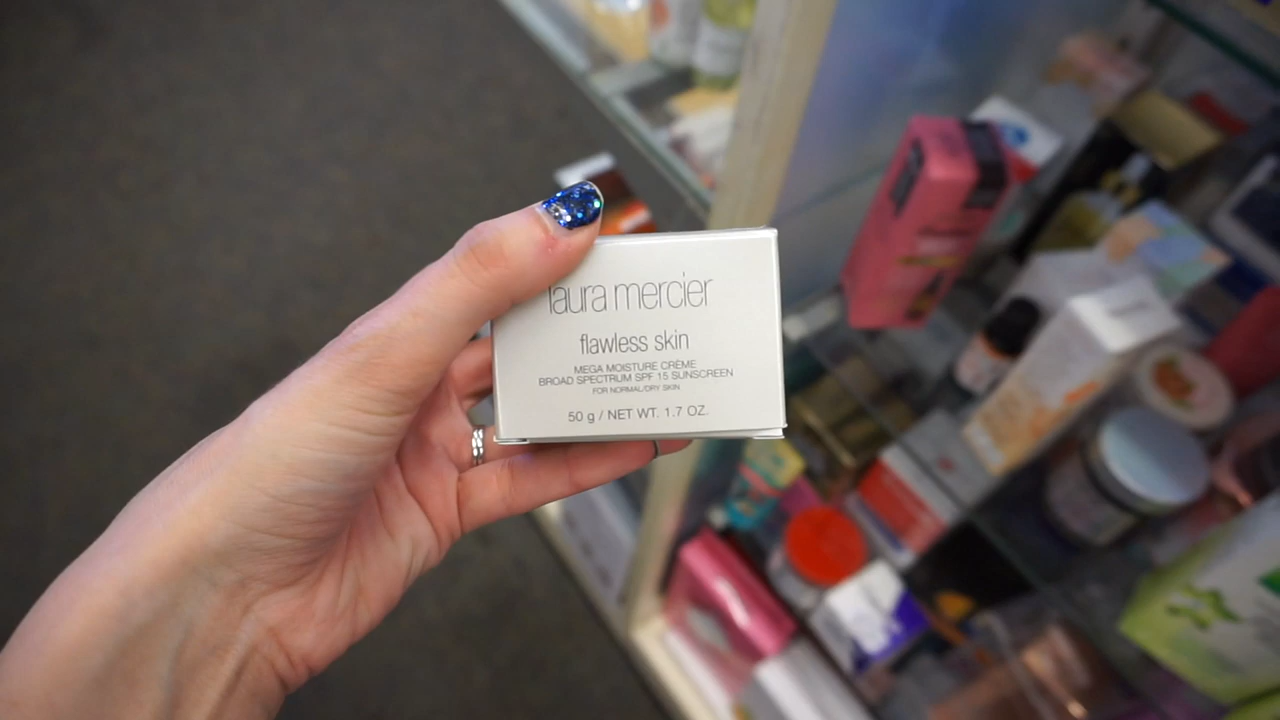 laura mercier
flawless skin
MEGA MOISTURE CRÈME
BROAD SPECTRUM SPF 15 SUNSCREEN
FOR NORMAL/DRY SKIN
50 g / NET WT. 1.7 OZ.